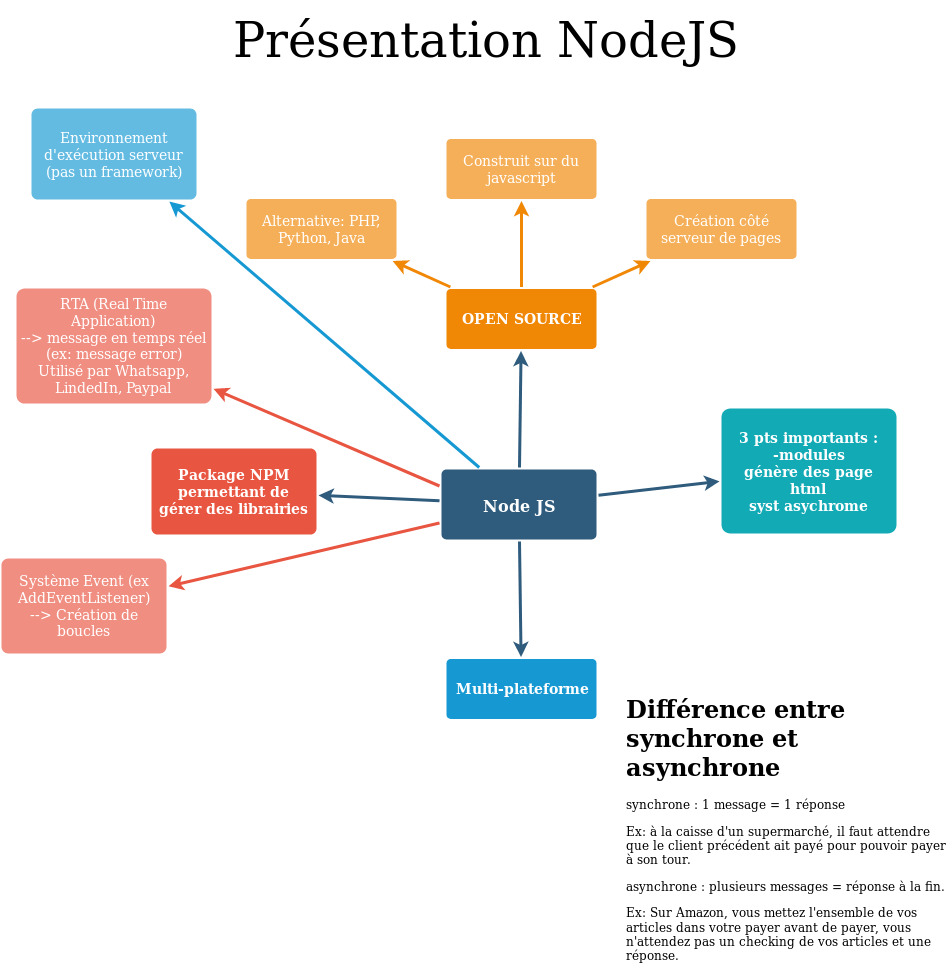 Présentation NodeJS
Environnement
d'exécution serveur
(pas un framework)
Construit sur du
javascript
Alternative: PHP,
Python, Java
Création côté
serveur de pages
RTA (Real Time
Application)
--> message en temps réel
(ex: message error)
Utilisé par Whatsapp,
LindedIn, Paypal
OPEN SOURCE
3 pts importants :
-modules
génère des page
html
syst asychrome
Package NPM
permettant de
gérer des librairies
Node JS
Système Event (ex
AddEventListener)
--> Création de
boucles
Multi-plateforme
Différence entre
synchrone et
asynchrone
synchrone : 1 message = 1 réponse
Ex: à la caisse d'un supermarché, il faut attendre
que le client précédent ait payé pour pouvoir payer
à son tour.
asynchrone : plusieurs messages = réponse à la fin.
Ex: Sur Amazon, vous mettez l'ensemble de vos
articles dans votre payer avant de payer, vous
n'attendez pas un checking de vos articles et une
réponse.